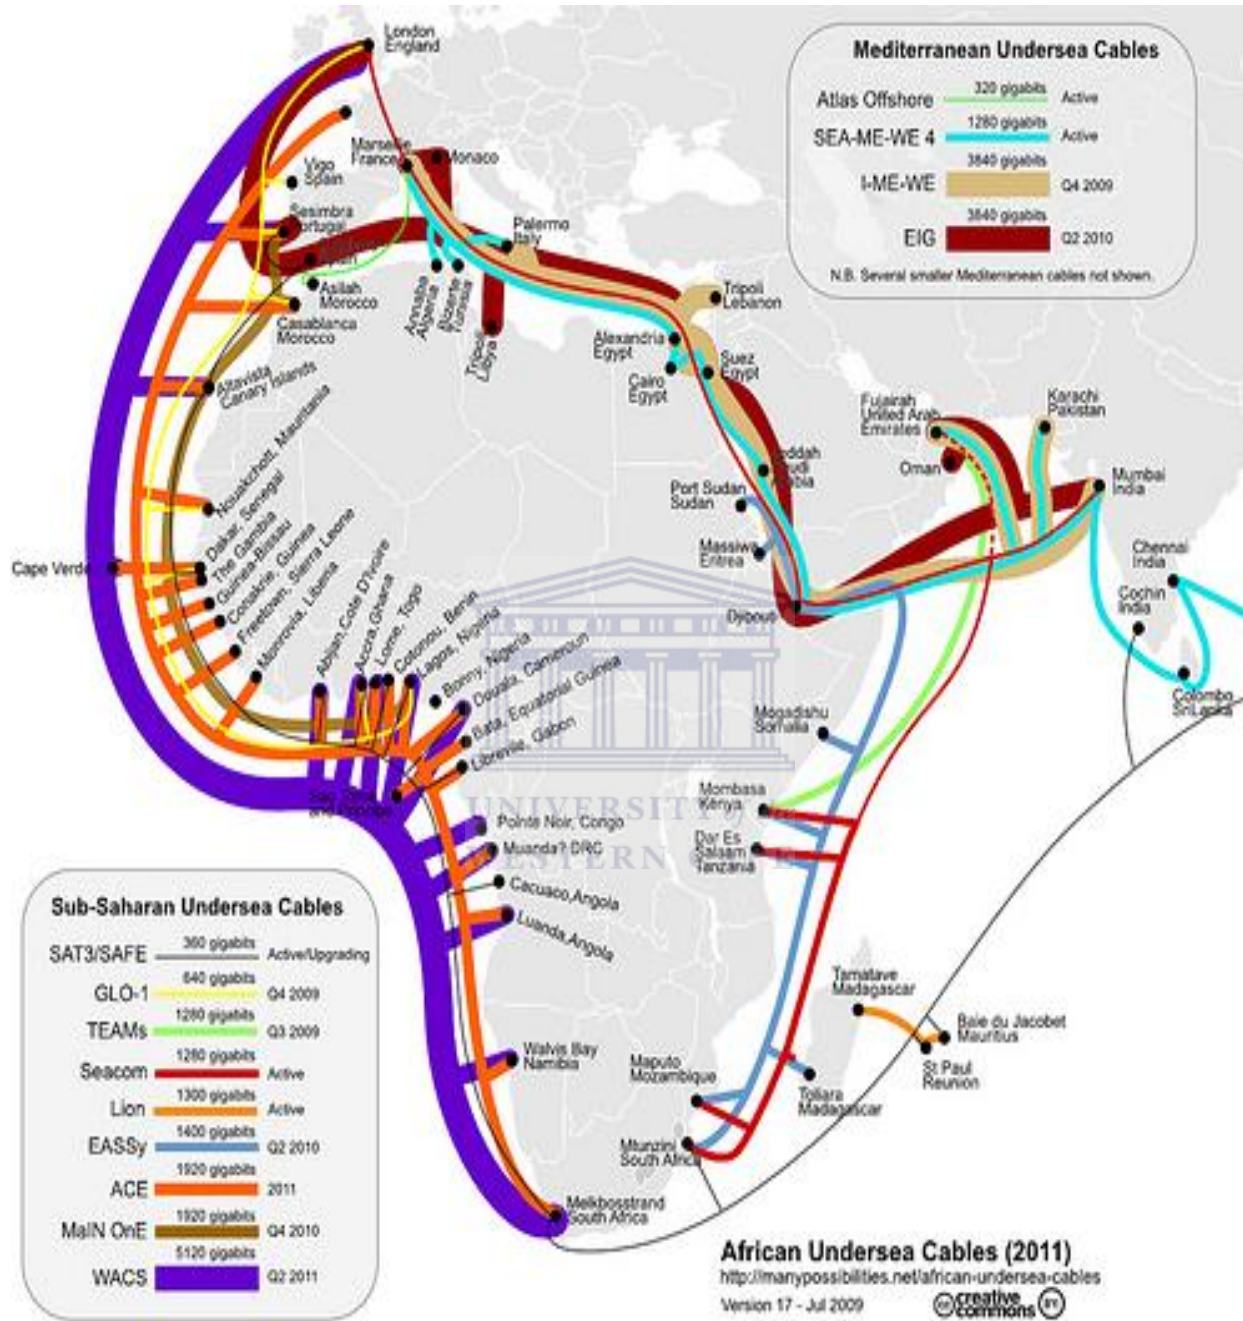 London
England
Mediterranean Undersea Cables
320 gigabits
Atlas Offshore
Active
1280 gigabits
SEA-ME-WE 4
Active
3840 gigabits
I-ME-WE
Q4 2009
3840 gigabits
EIG
Q2 2010
N.B. Several smaller Mediterranean cables not shown.
Marseille
France
Monaco
Vigo
Spain
Sesimbra
Portugal
Spain
Asilah
Morocco
Casablanca
Morocco
Altavista
Canary Islands
Annaba
Algeria
Bizerte
Tunisia
Tripoli
Libya
Palermo
Italy
Tripoli
Lebanon
Alexandria
Egypt
Cairo
Egypt
Suez
Egypt
Jeddah
Saudi
Arabia
Port Sudan
Sudan
Massiwa
Eritrea
Djibouti
Fujairah
United Arab
Emirates
Oman
Karachi
Pakistan
Mumbai
India
Chennai
India
Cochin
India
Colombo
SriLanka
Nouakchott, Mauritania
Cape Verde
Dakar, Senegal
The Gambia
Guinea-Bissau
Conakrie, Guinea
Freetown, Sierra Leone
Monrovia, Liberia
Abijan,Cote D'Ivoire
Accra,Ghana
Lome, Togo
Cotonou, Benin
Lagos, Nigeria
Bonny, Nigeria
Douala, Cameroun
Bata, Equatorial Guinea
Libreville, Gabon
Pointe Noir, Congo
Muanda? DRC
Cacuaco,Angola
Luanda,Angola
Walvis Bay
Namibia
Melkbosstrand
South Africa
UNIVERSITY of the
WESTERN CAPE
Mogadishu
Somalia
Mombasa
Kenya
Dar Es
Salaam
Tanzania
Maputo
Mozambique
Mtunzini
South Africa
Toliara
Madagascar
Tamatave
Madagascar
Baie du Jacobet
Mauritius
St Paul
Reunion
Sub-Saharan Undersea Cables
360 gigabits
SAT3/SAFE
Active/Upgrading
640 gigabits
GLO-1
Q4 2009
1280 gigabits
TEAMs
Q3 2009
1280 gigabits
Seacom
Active
1300 gigabits
Lion
Active
1400 gigabits
EASSy
Q2 2010
1920 gigabits
ACE
2011
1920 gigabits
MaIN OnE
Q4 2010
5120 gigabits
WACS
Q2 2011
African Undersea Cables (2011)
http://manypossibilities.net/african-undersea-cables
Version 17 - Jul 2009
cc creative
commons BY